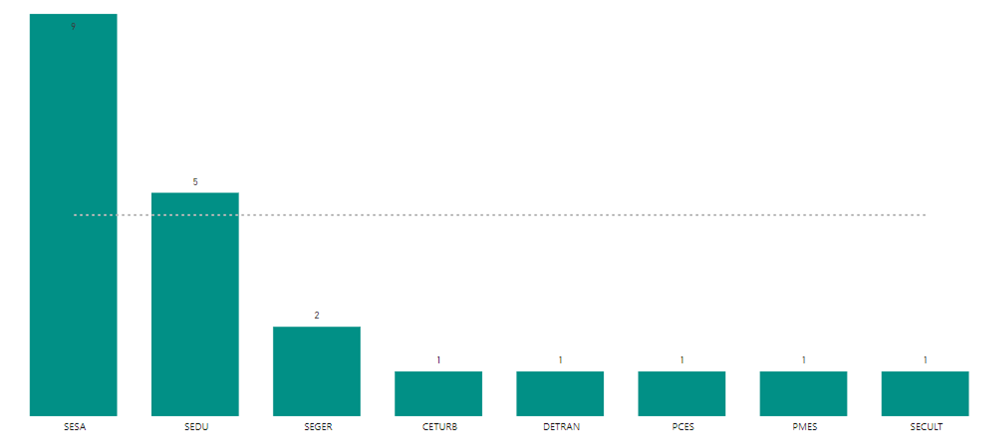 9
5
2
1
1
1
1
1
SESA
SEDU
SEGER
CETURB
DETRAN
PCES
PMES
SECULT